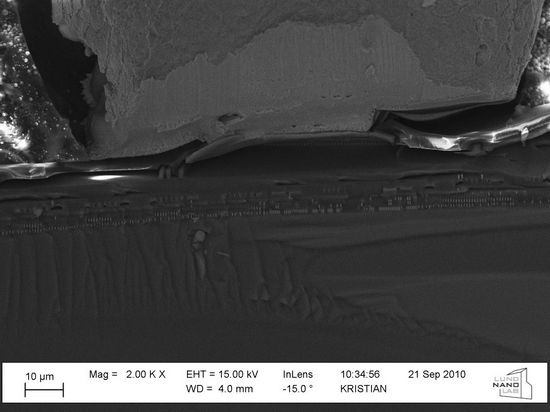 10 µm
Mag = 2.00 K X
EHT = 15.00 kV
WD = 4.0 mm
InLens
-15.0 °
10:34:56
KRISTIAN
21 Sep 2010
LUND
NANO
LAB